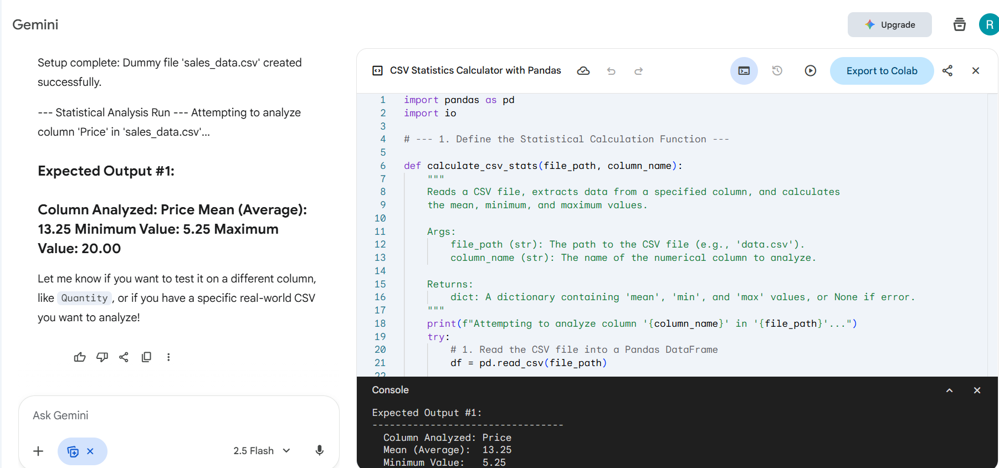 Gemini
Upgrade
R
Setup complete: Dummy file 'sales_data.csv' created
successfully.
--- Statistical Analysis Run --- Attempting to analyze
column 'Price' in 'sales_data.csv'...
Expected Output #1:
Column Analyzed: Price Mean (Average):
13.25 Minimum Value: 5.25 Maximum
Value: 20.00
Let me know if you want to test it on a different column,
like Quantity, or if you have a specific real-world CSV
you want to analyze!
Ask Gemini
2.5 Flash
CSV Statistics Calculator with Pandas
Export to Colab
1 import pandas as pd
2 import io
3
4 # --- 1. Define the Statistical Calculation Function ---
5
6 def calculate_csv_stats(file_path, column_name):
7 """
8 Reads a CSV file, extracts data from a specified column, and calculates
9 the mean, minimum, and maximum values.
10
11 Args:
12 file_path (str): The path to the CSV file (e.g., 'data.csv').
13 column_name (str): The name of the numerical column to analyze.
14
15 Returns:
16 dict: A dictionary containing 'mean', 'min', and 'max' values, or None if error.
17 """
18 print(f"Attempting to analyze column '{column_name}' in '{file_path}'...")
19 try:
20 # 1. Read the CSV file into a Pandas DataFrame
21 df = pd.read_csv(file_path)
22
Console
Expected Output #1:
---------------------------------
Column Analyzed: Price
Mean (Average): 13.25
Minimum Value: 5.25